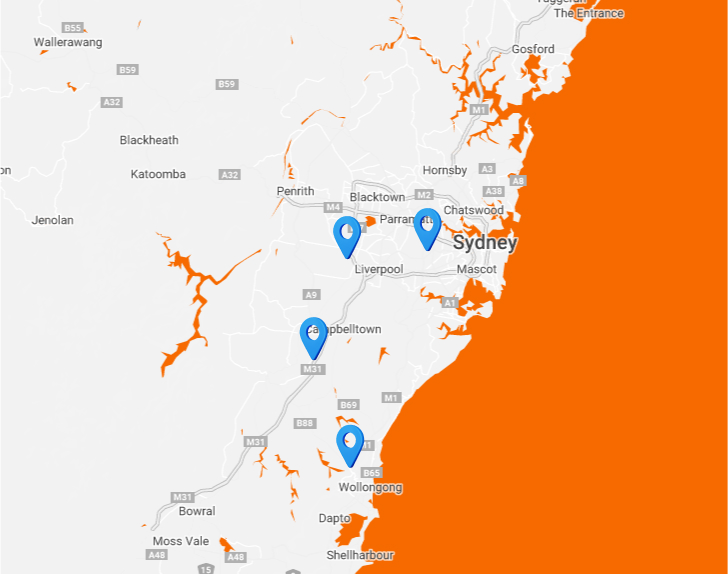 The Entrance
B55
Wallerawang
Gosford
B59
B59
A32
M1
Blackheath
Hornsby
A3
Katoomba
A32
A8
Penrith
A38
Blacktown
M2
M4
Chatswood
Jenolan
Sydney
Liverpool
Mascot
A9
A1
Campbelltown
M31
M1
B69
B88
M31
B65
Wollongong
M31
Bowral
Dapto
Moss Vale
A48
A48
Shellharbour
15